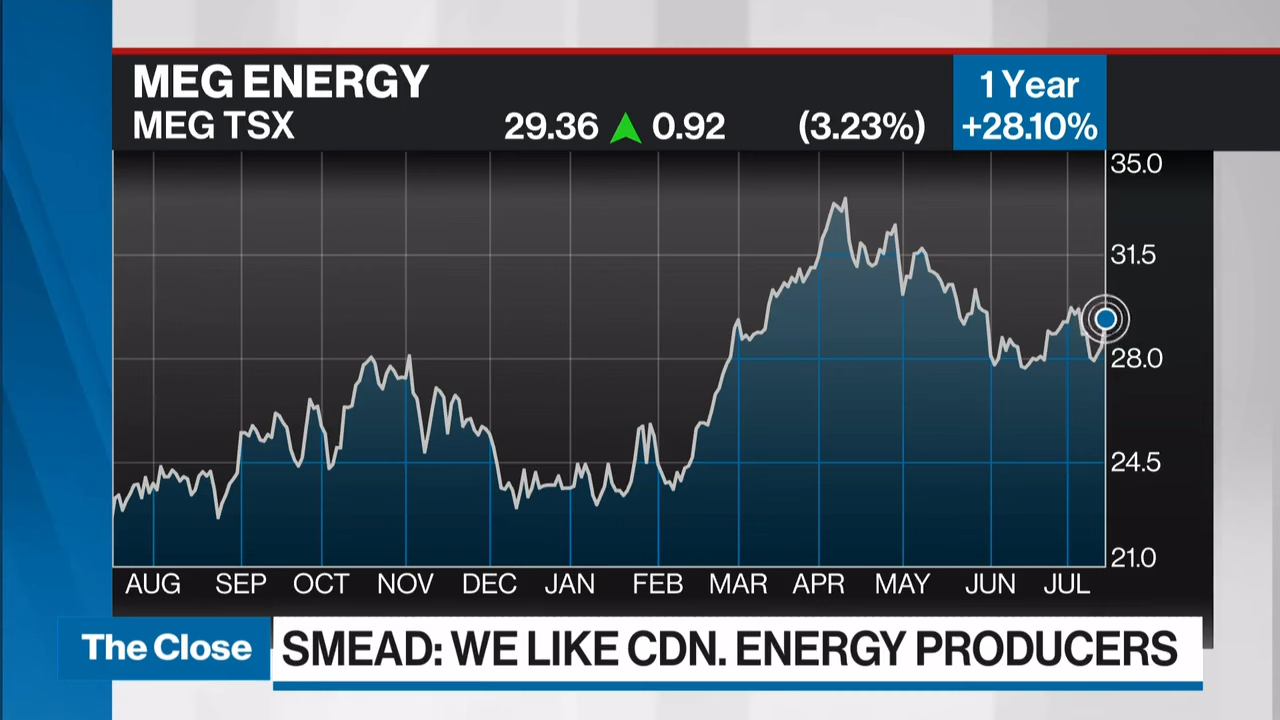 MEG ENERGY
MEG TSX 29.36 ▲ 0.92 (3.23%)
1 Year
+28.10%
35.0
31.5
28.0
24.5
21.0
AUG SEP OCT NOV DEC JAN FEB MAR APR MAY JUN JUL
The Close
SMEAD: WE LIKE CDN. ENERGY PRODUCERS